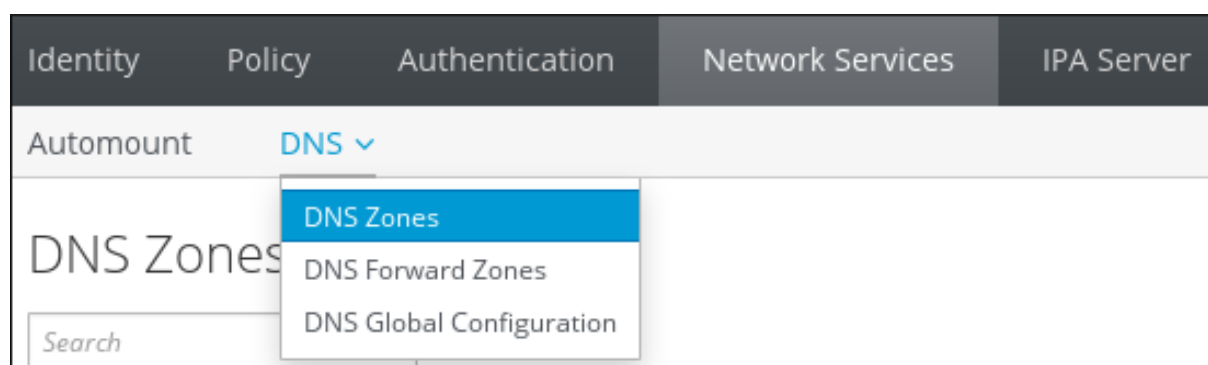 Identity Policy Authentication Network Services IPA Server
Automount DNS
DNS Zones
DNS Zones
DNS Forward Zones
DNS Global Configuration
Search